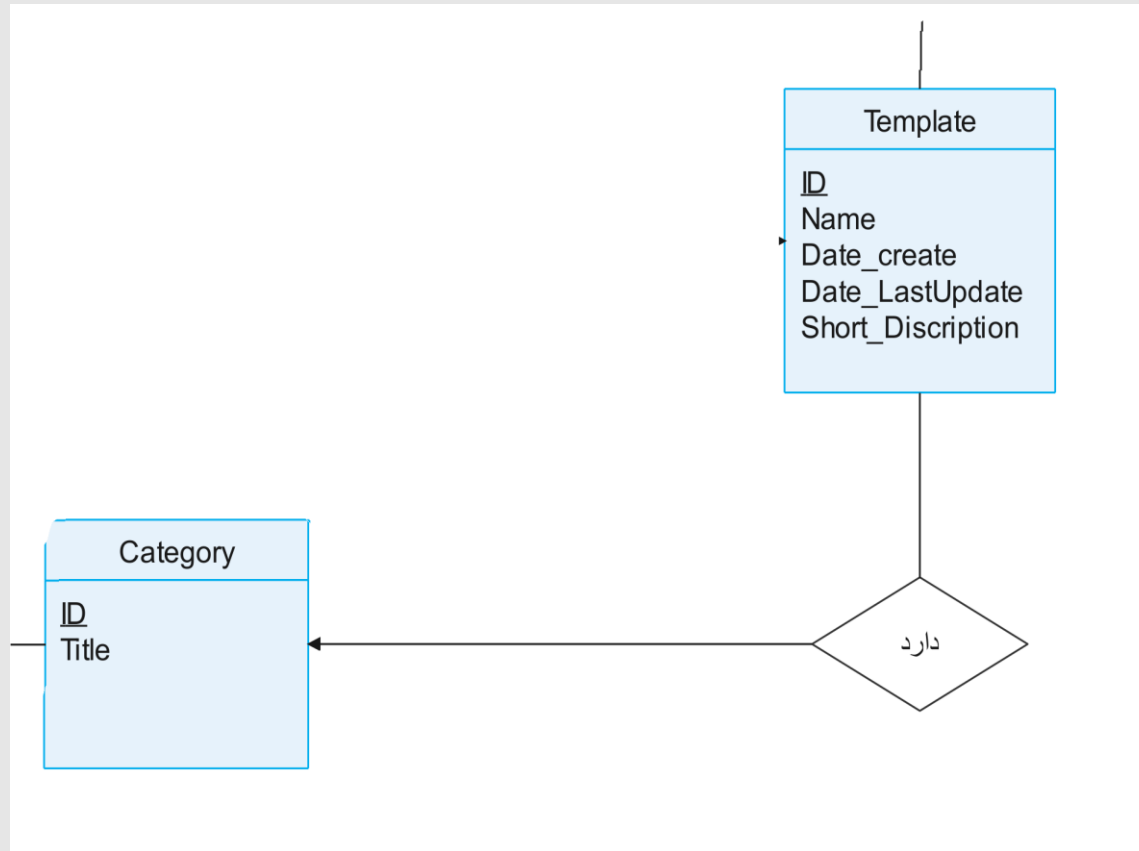 Template
ID
Name
Date_create
Date_LastUpdate
Short_Discription
Category
ID
Title
دارد